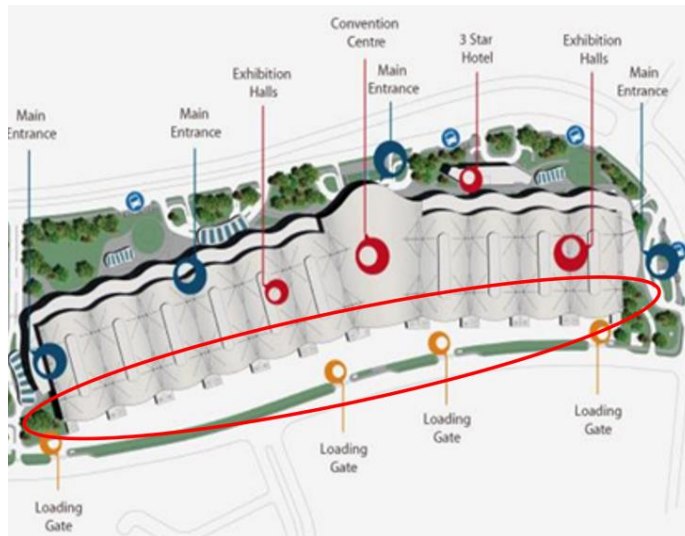 Convention
Centre
3 Star
Hotel
Exhibition
Halls
Main
Entrance
Exhibition
Halls
Main
Entrance
Main
Entrance
Main
Entrance
Loading
Gate
Loading
Gate
Loading
Gate
Loading
Gate